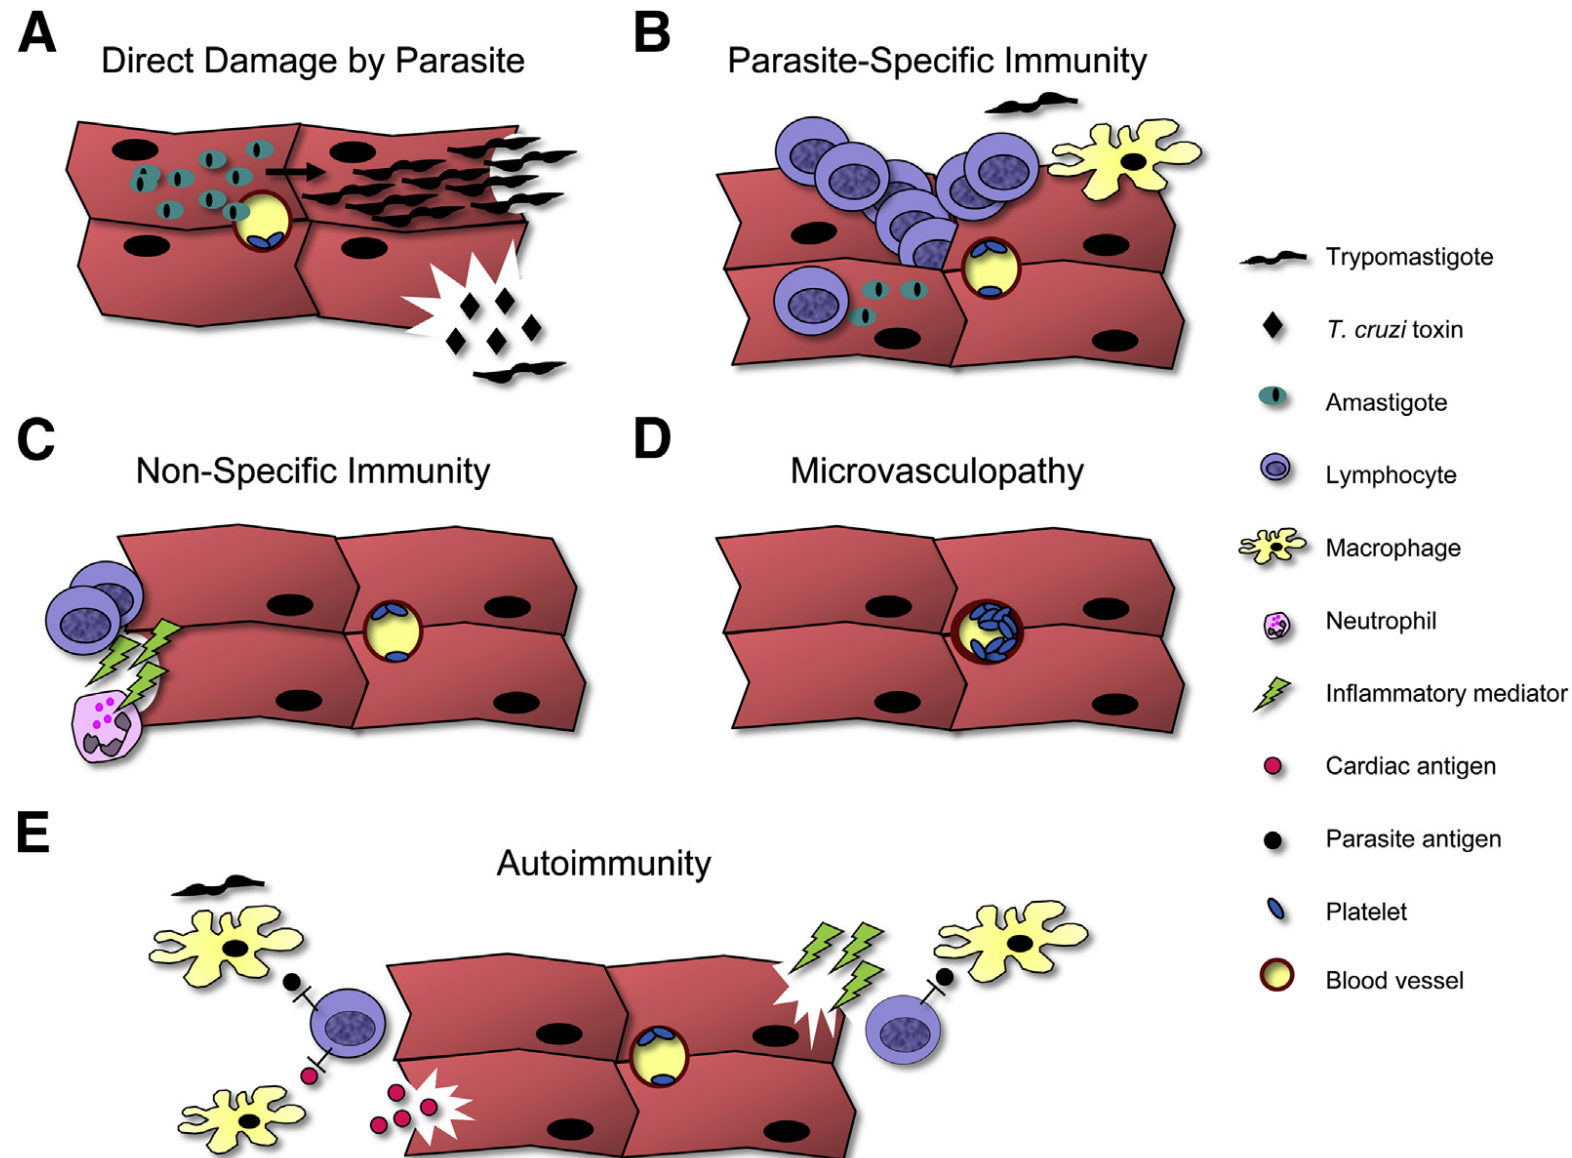 A
Direct Damage by Parasite
B
Parasite-Specific Immunity
Trypomastigote
T. cruzi toxin
Amastigote
Lymphocyte
Macrophage
Neutrophil
Inflammatory mediator
Cardiac antigen
Parasite antigen
Platelet
Blood vessel
C
Non-Specific Immunity
D
Microvasculopathy
E
Autoimmunity